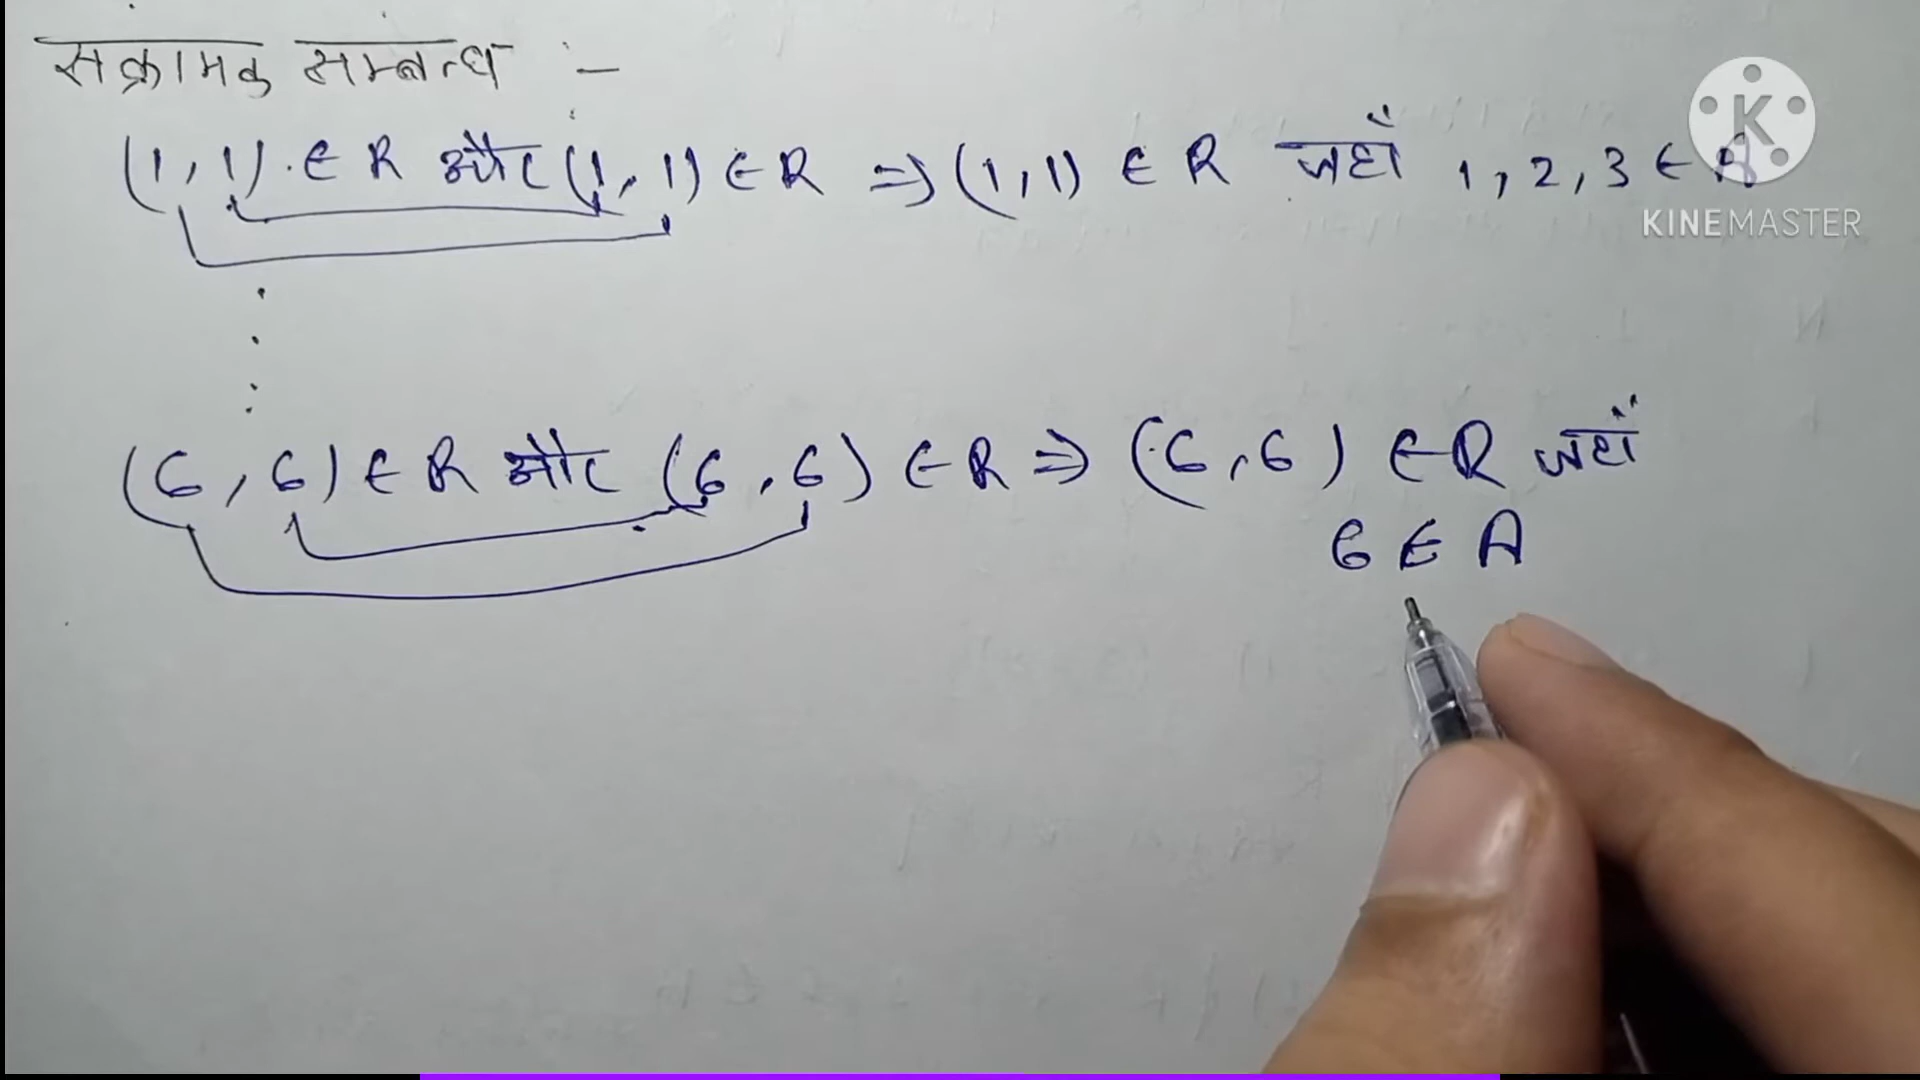 सक्रामक सम्बन्ध :-
(1,1) ∈ R और (1,1) ∈ R ⇒ (1,1) ∈ R जहाँ 1,2,3 ∈ A
KINEMASTER
(6,6) ∈ R और (6,6) ∈ R ⇒ (6,6) ∈ R जहाँ
6 ∈ A